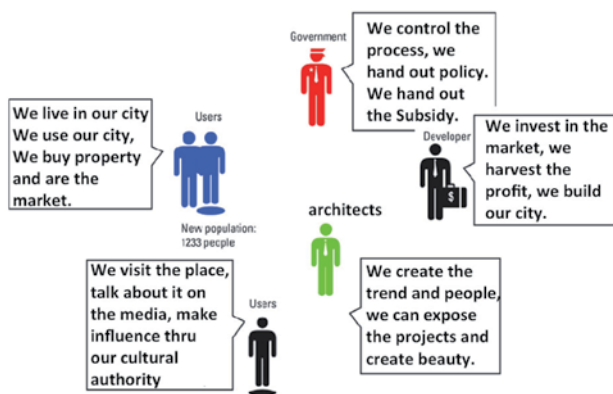 Government
We control the
process, we
hand out policy.
We hand out
the Subsidy.
Users
We live in our city
We use our city,
We buy property
and are the
market.
Developer
We invest in the
market, we
harvest the
profit, we build
our city.
$
New population:
1233 people
architects
We create the
trend and people,
we can expose
the projects and
create beauty.
Users
We visit the place,
talk about it on
the media, make
influence thru
our cultural
authority